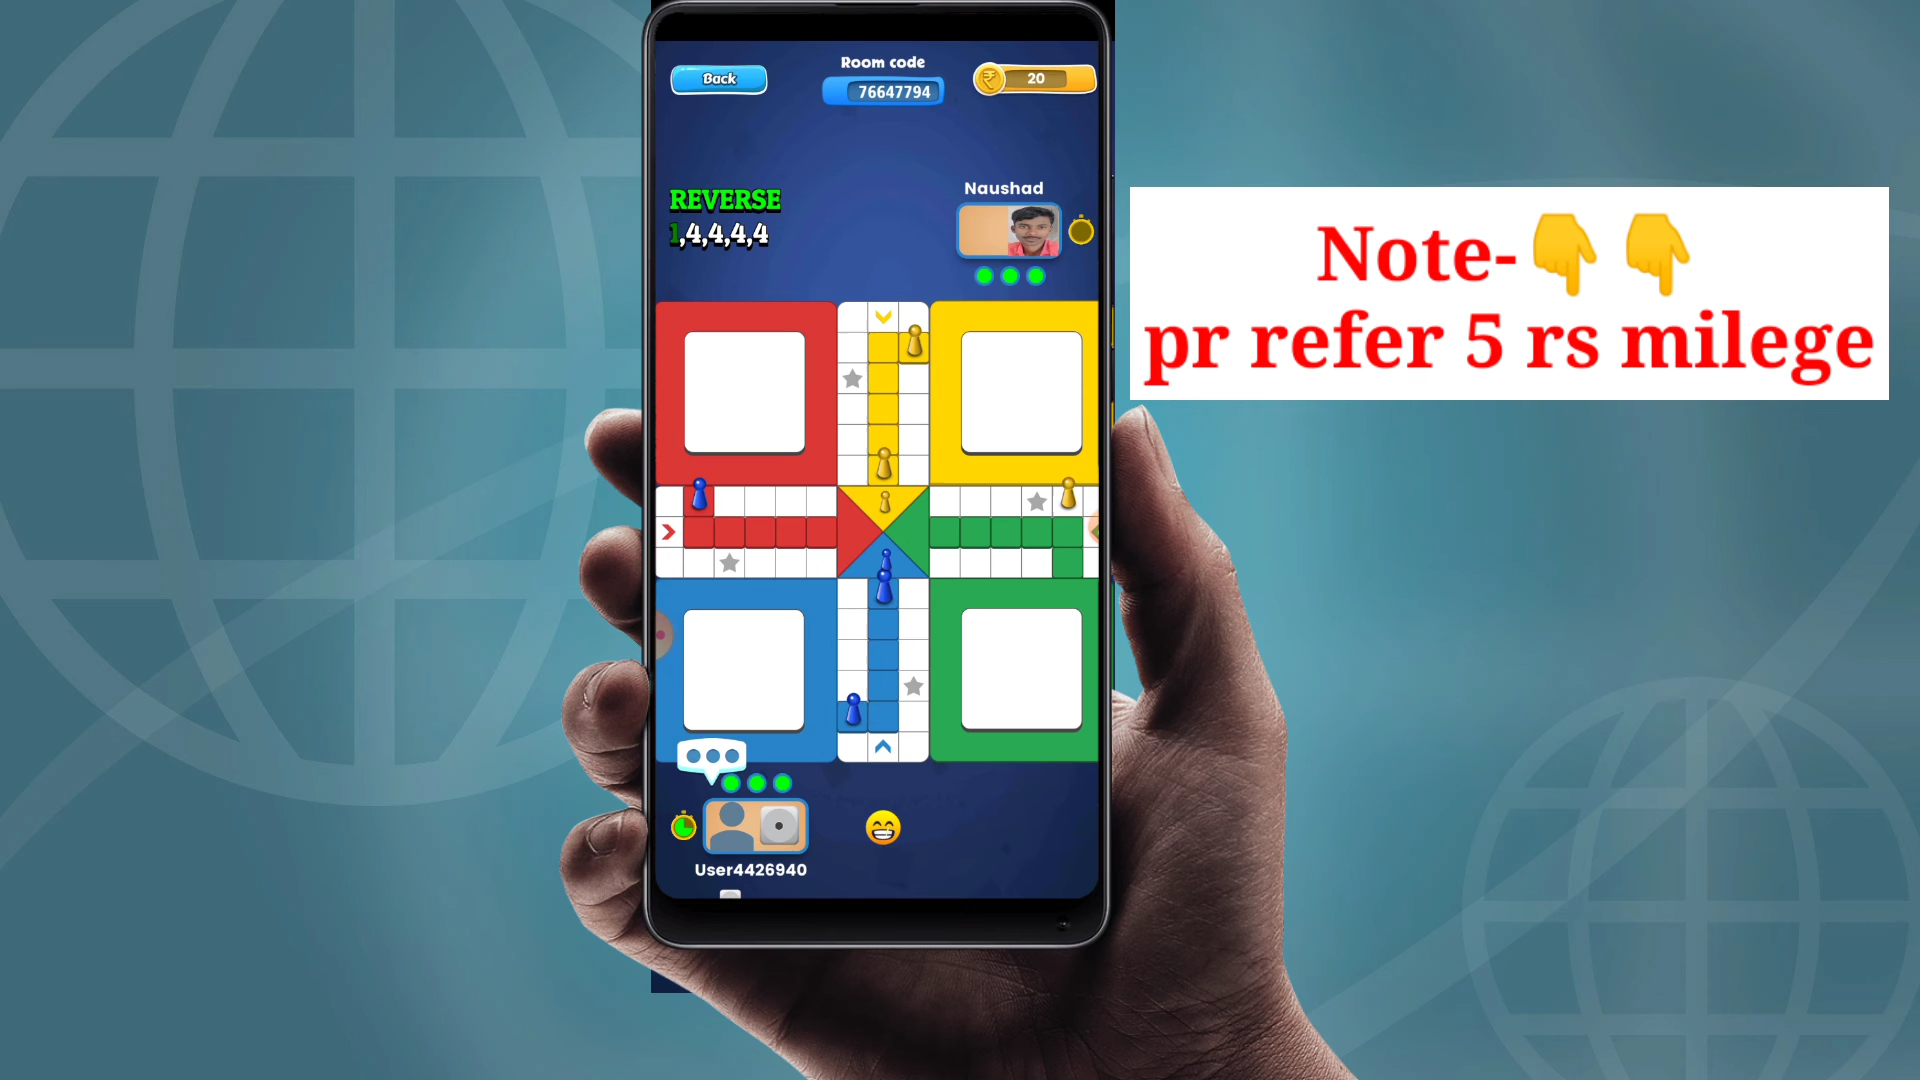 Back
Room code
76647794
20
REVERSE
1,4,4,4,4
Naushad
Note-👇👇
pr refer 5 rs milege
User4426940